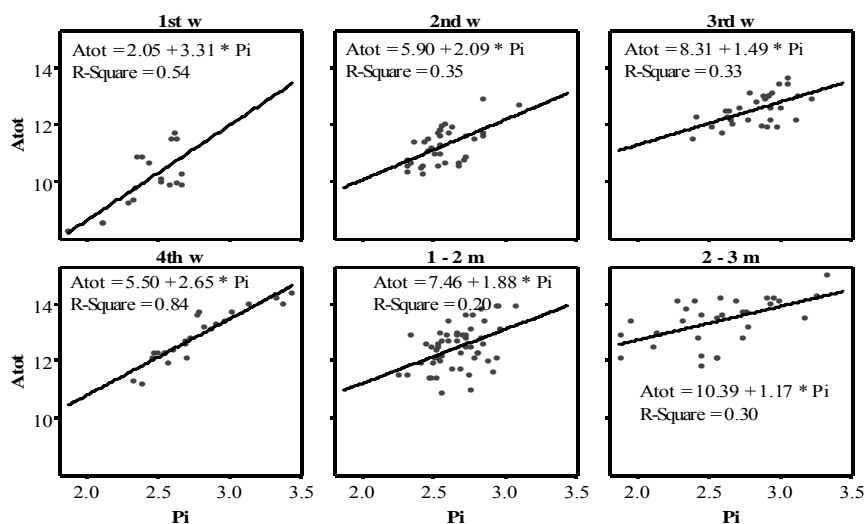 1st w 2nd w 3rd w
Atot = 2.05 + 3.31 * Pi
R-Square = 0.54
Atot = 5.90 + 2.09 * Pi
R-Square = 0.35
Atot = 8.31 + 1.49 * Pi
R-Square = 0.33
14
12
10
Atot
4th w 1 - 2 m 2 - 3 m
Atot = 5.50 + 2.65 * Pi
R-Square = 0.84
Atot = 7.46 + 1.88 * Pi
R-Square = 0.20
Atot = 10.39 + 1.17 * Pi
R-Square = 0.30
14
12
10
Atot
2.0 2.5 3.0 3.5 2.0 2.5 3.0 2.0 2.5 3.0 3.5
Pi Pi Pi